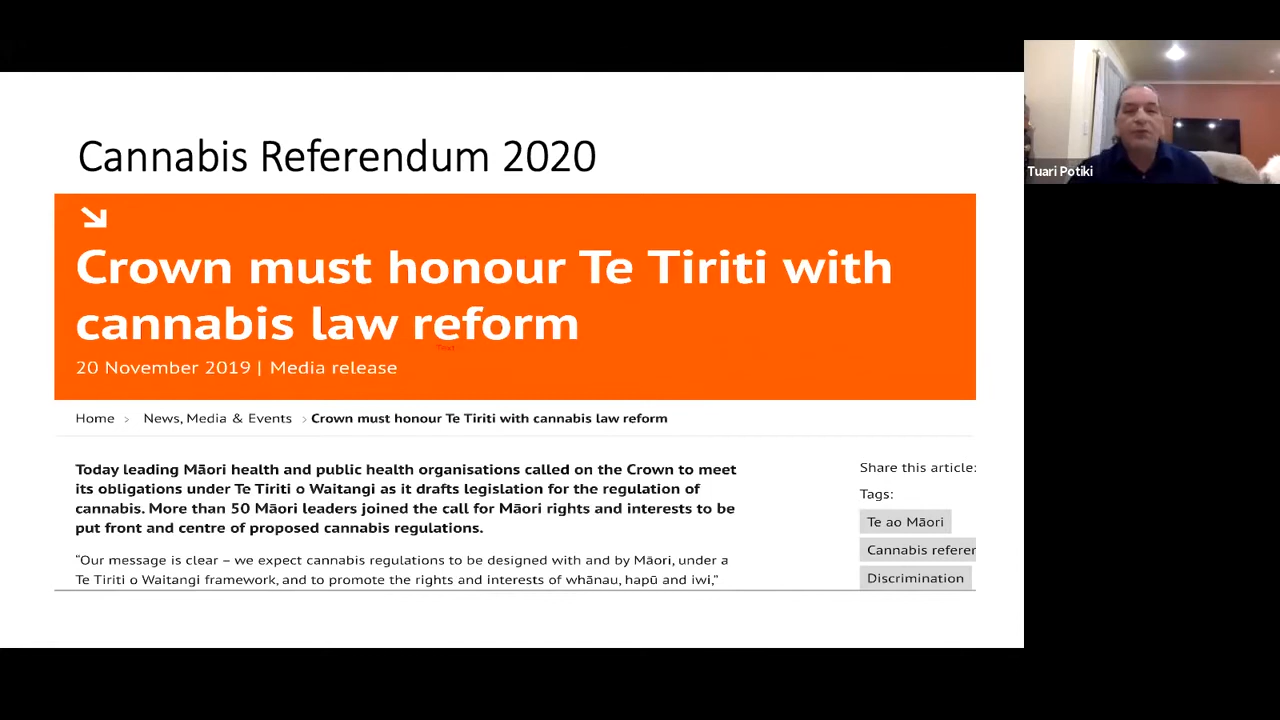 Cannabis Referendum 2020
Crown must honour Te Tiriti with
cannabis law reform
20 November 2019 | Media release
Home > News, Media & Events > Crown must honour Te Tiriti with cannabis law reform
Today leading Māori health and public health organisations called on the Crown to meet
its obligations under Te Tiriti o Waitangi as it drafts legislation for the regulation of
cannabis. More than 50 Māori leaders joined the call for Māori rights and interests to be
put front and centre of proposed cannabis regulations.
“Our message is clear – we expect cannabis regulations to be designed with and by Māori, under a
Te Tiriti o Waitangi framework, and to promote the rights and interests of whānau, hapū and iwi,”
Share this article:
Tags:
Te ao Māori
Cannabis referen
Discrimination
Tuari Potiki